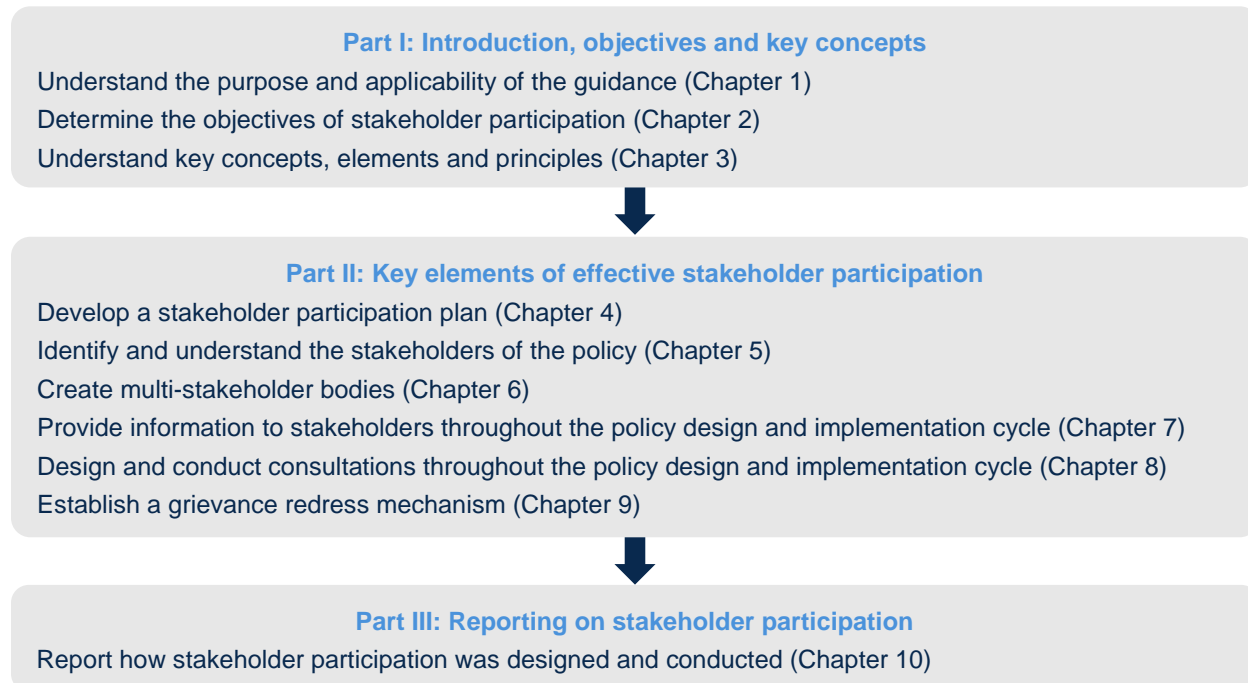 Part I: Introduction, objectives and key concepts
Understand the purpose and applicability of the guidance (Chapter 1)
Determine the objectives of stakeholder participation (Chapter 2)
Understand key concepts, elements and principles (Chapter 3)
Part II: Key elements of effective stakeholder participation
Develop a stakeholder participation plan (Chapter 4)
Identify and understand the stakeholders of the policy (Chapter 5)
Create multi-stakeholder bodies (Chapter 6)
Provide information to stakeholders throughout the policy design and implementation cycle (Chapter 7)
Design and conduct consultations throughout the policy design and implementation cycle (Chapter 8)
Establish a grievance redress mechanism (Chapter 9)
Part III: Reporting on stakeholder participation
Report how stakeholder participation was designed and conducted (Chapter 10)